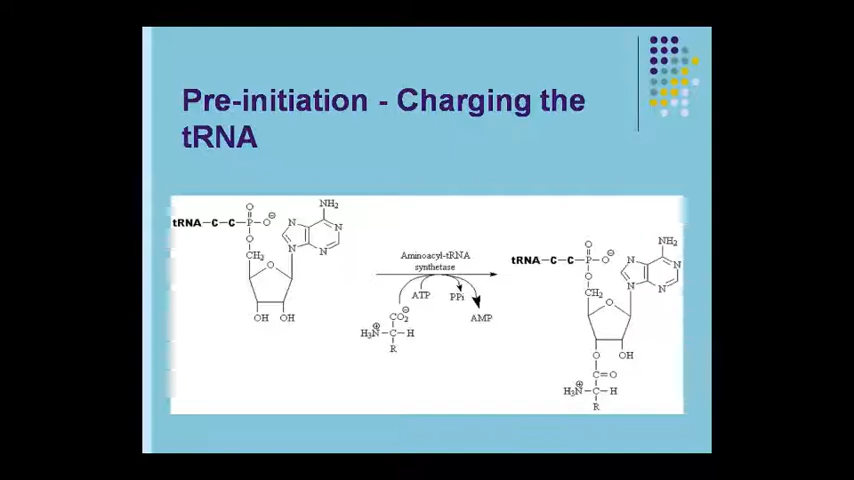 Pre-initiation - Charging the
tRNA
NH₂
O
tRNA-C-C-P-O⊖
N
N
O
CH₂
N
N
O
OH OH
Aminoacyl-tRNA
synthetase
ATP
PPi
AMP
CO₂⊖
H₃N⊕-C-H
R
NH₂
O
tRNA-C-C-P-O⊖
N
N
O
CH₂
N
N
O
O
OH
C=O
H₃N⊕-C-H
R